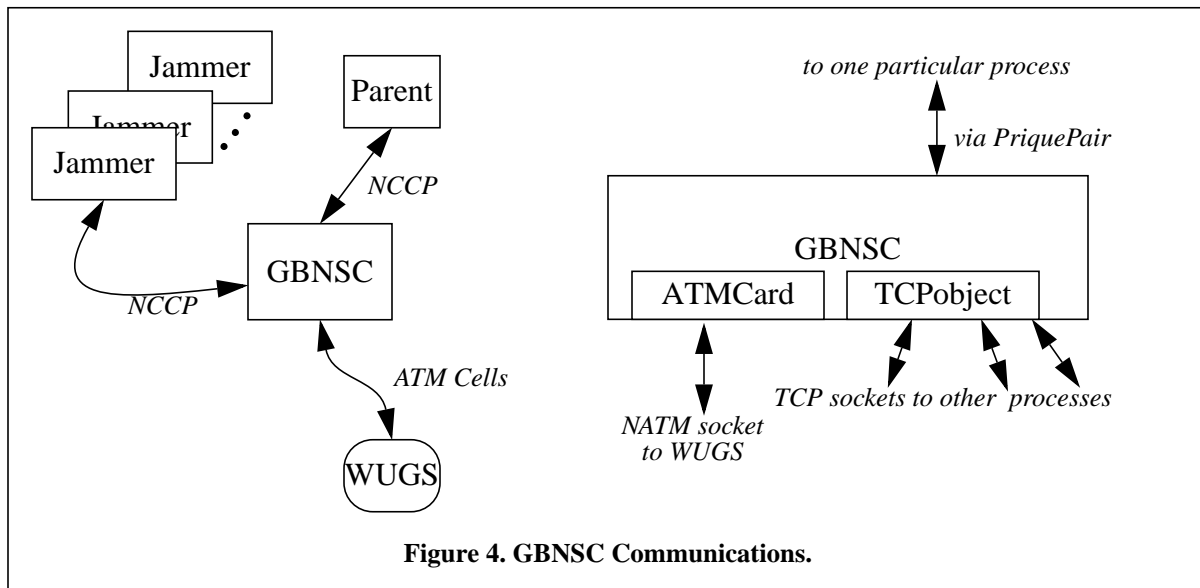 Jammer
Jammer
Jammer
Parent
NCCP
GBNSC
NCCP
ATM Cells
WUGS
to one particular process
via PriquePair
GBNSC
ATMCard
TCPobject
TCP sockets to other processes
NATM socket
to WUGS
Figure 4. GBNSC Communications.